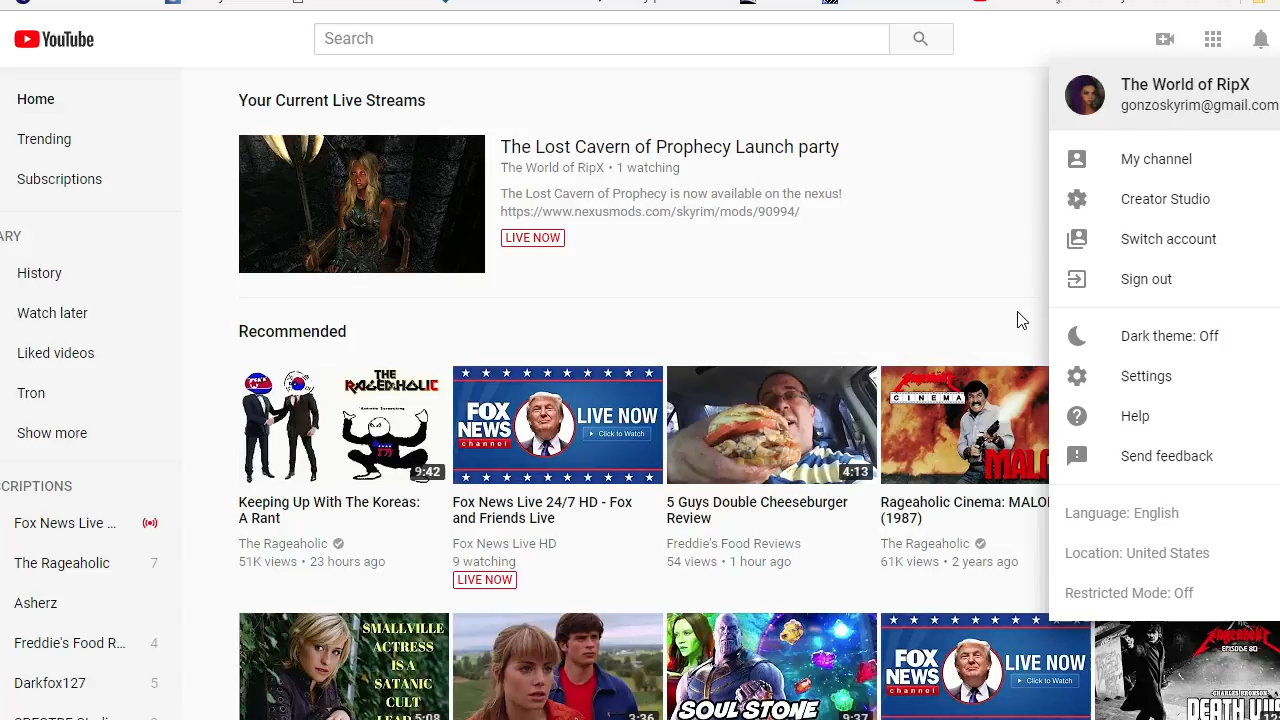 YouTube
Search
The World of RipX
gonzoskyrim@gmail.com
Home
Trending
Subscriptions
ARY
History
Watch later
Liked videos
Tron
Show more
CRIPTIONS
Fox News Live ...
The Rageaholic 7
Asherz
Freddie's Food R... 4
Darkfox127 5
Your Current Live Streams
The Lost Cavern of Prophecy Launch party
The World of RipX • 1 watching
The Lost Cavern of Prophecy is now available on the nexus!
https://www.nexusmods.com/skyrim/mods/90994/
LIVE NOW
Recommended
THE
RAGEAHOLIC
9:42
Keeping Up With The Koreas:
A Rant
The Rageaholic
51K views • 23 hours ago
FOX
NEWS
channel
LIVE NOW
Click to Watch
Fox News Live 24/7 HD - Fox
and Friends Live
Fox News Live HD
9 watching
LIVE NOW
4:13
5 Guys Double Cheeseburger
Review
Freddie's Food Reviews
54 views • 1 hour ago
CINEMA
Rageaholic Cinema: MALO
(1987)
The Rageaholic
61K views • 2 years ago
SMALLVILLE
ACTRESS
IS A
SATANIC
CULT
5:08
3:26
SOUL STONE
9:37
FOX
NEWS
channel
LIVE NOW
Click to Watch
EPISODE 80
CHARLES BRONSON
DEATH V!!!
My channel
Creator Studio
Switch account
Sign out
Dark theme: Off
Settings
Help
Send feedback
Language: English
Location: United States
Restricted Mode: Off